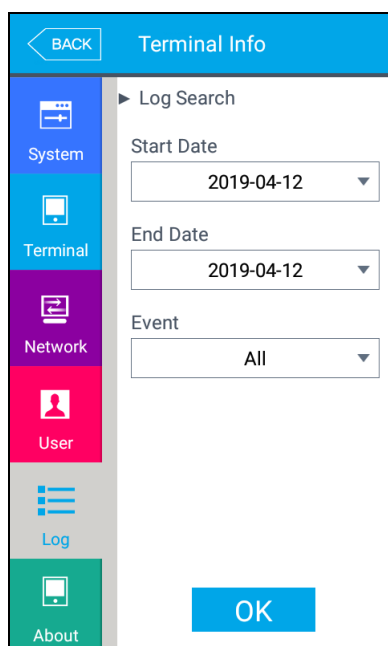 BACK
Terminal Info
System
Terminal
Network
User
Log
About
► Log Search
Start Date
2019-04-12
End Date
2019-04-12
Event
All
OK